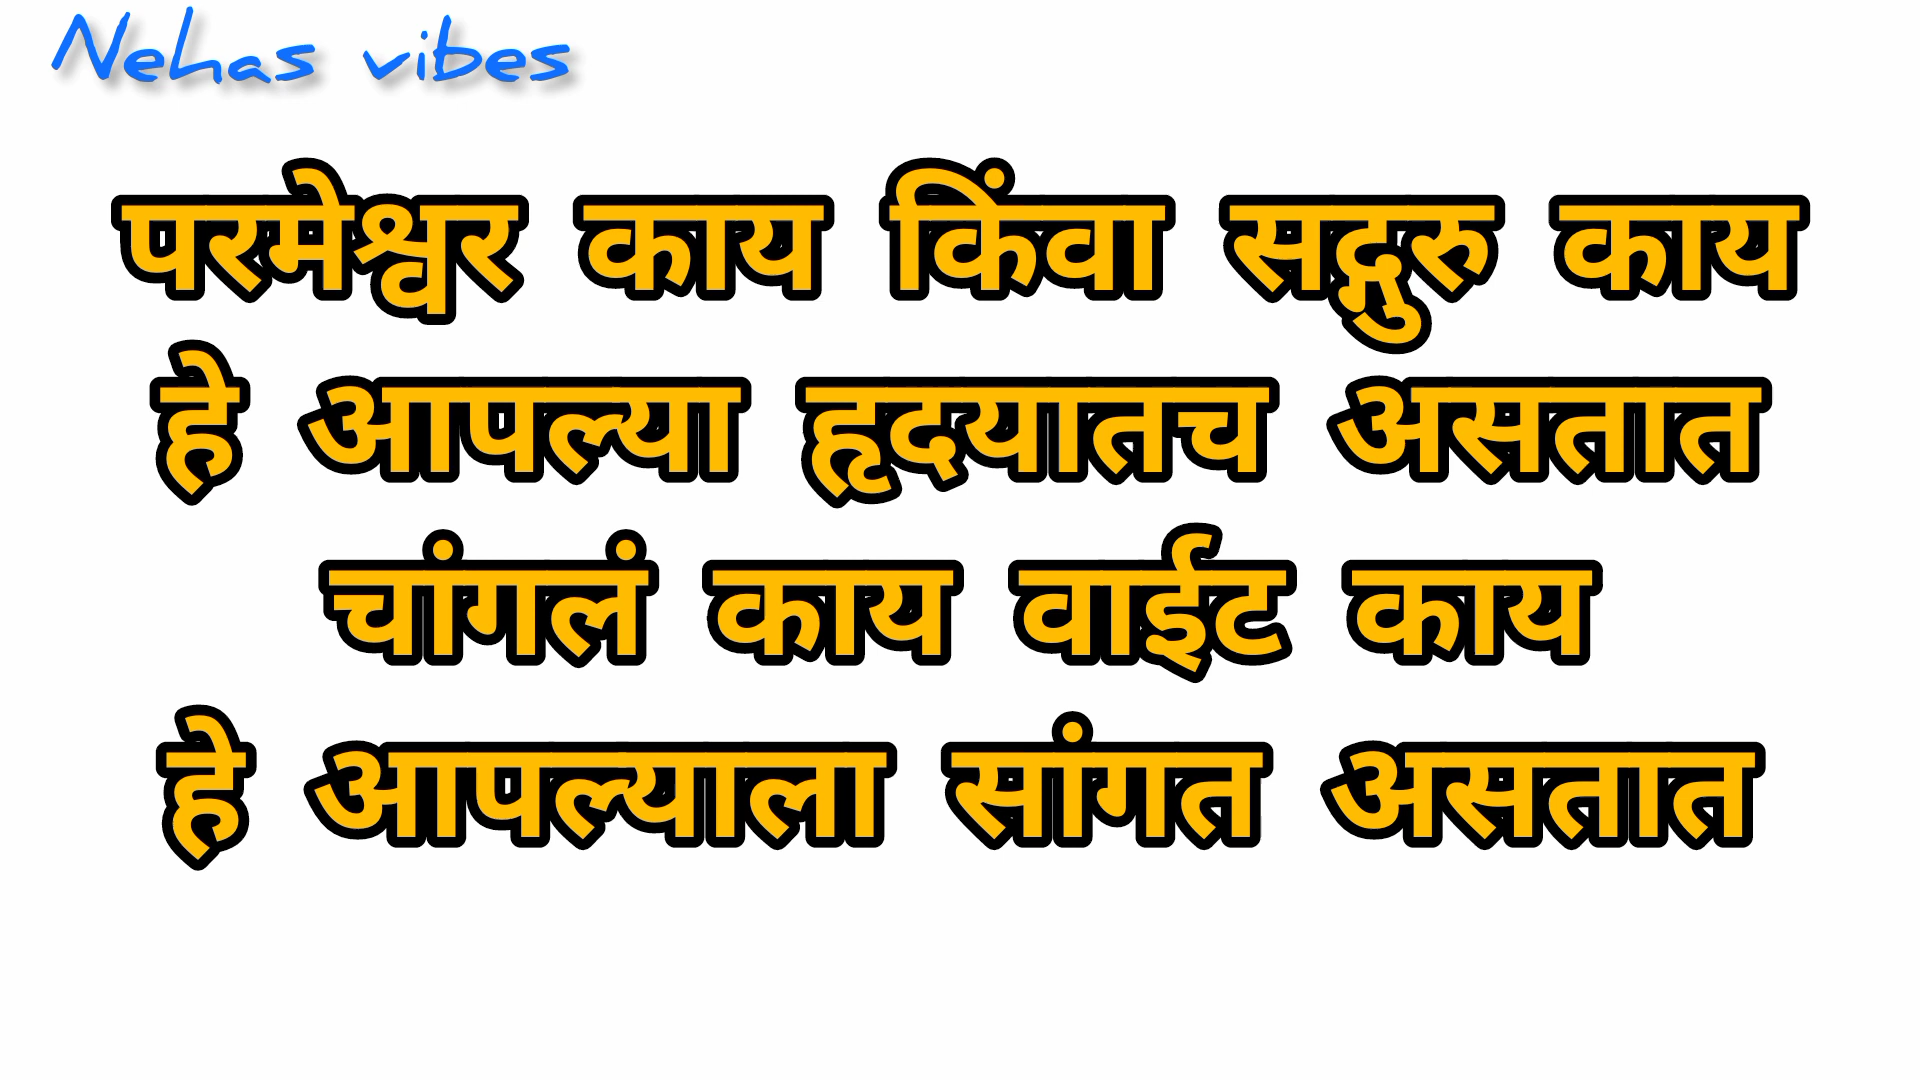 Nehas vibes
परमेश्वर काय किंवा सद्गुरु काय
हे आपल्या हृदयातच असतात
चांगलं काय वाईट काय
हे आपल्याला सांगत असतात